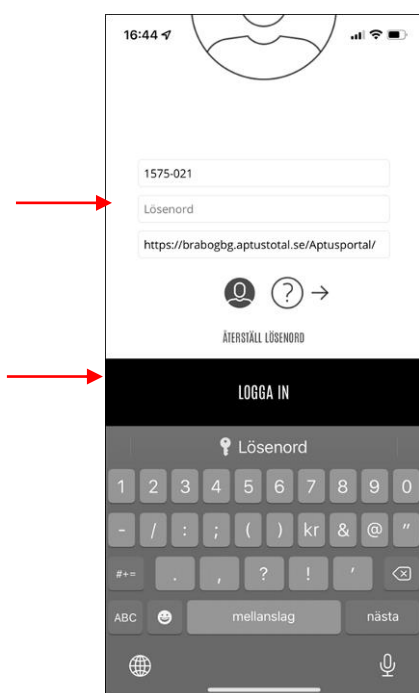 16:44
1575-021
Lösenord
https://brabogbg.aptustotal.se/Aptusportal/
?
ÅTERSTÄLL LÖSENORD
LOGGA IN
Lösenord
1 2 3 4 5 6 7 8 9 0
- / : ; ( ) kr & @ "
#+= . , ? ! '
ABC mellanslag nästa